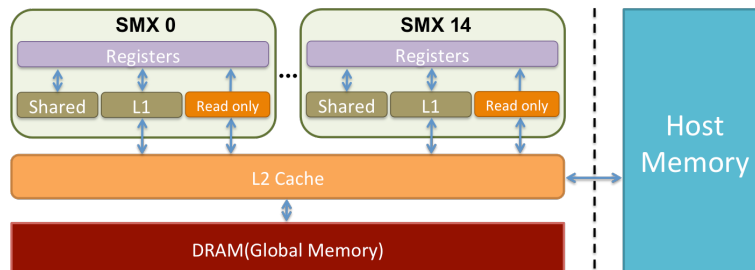 SMX 0
Registers
Shared
L1
Read only
...
SMX 14
Registers
Shared
L1
Read only
L2 Cache
DRAM(Global Memory)
Host
Memory